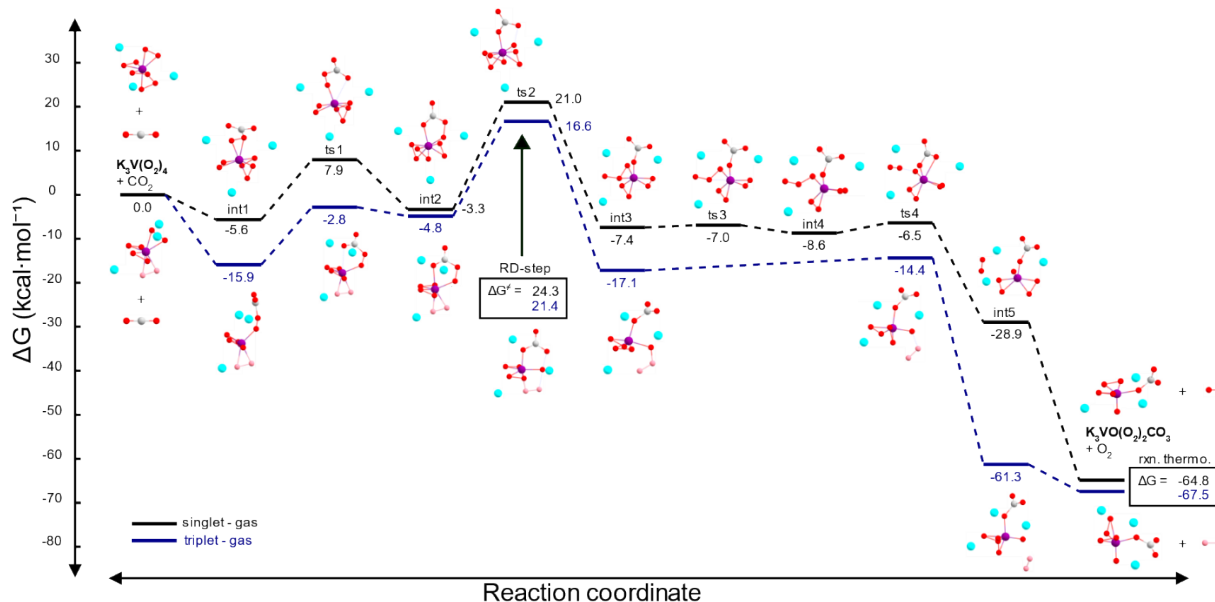 ΔG (kcal·mol⁻¹)
30
20
10
0
-10
-20
-30
-40
-50
-60
-70
-80
+
K₃V(O₂)₄
+ CO₂
0.0
+
int1
-5.6
-15.9
ts1
7.9
-2.8
int2
-3.3
-4.8
ts2
21.0
16.6
RD-step
ΔG≠ = 24.3
21.4
int3
-7.4
-17.1
ts3
-7.0
int4
-8.6
ts4
-6.5
-14.4
int5
-28.9
-61.3
+
K₃VO(O₂)₂CO₃
+ O₂
rxn. thermo.
ΔG = -64.8
-67.5
+
singlet - gas
triplet - gas
Reaction coordinate